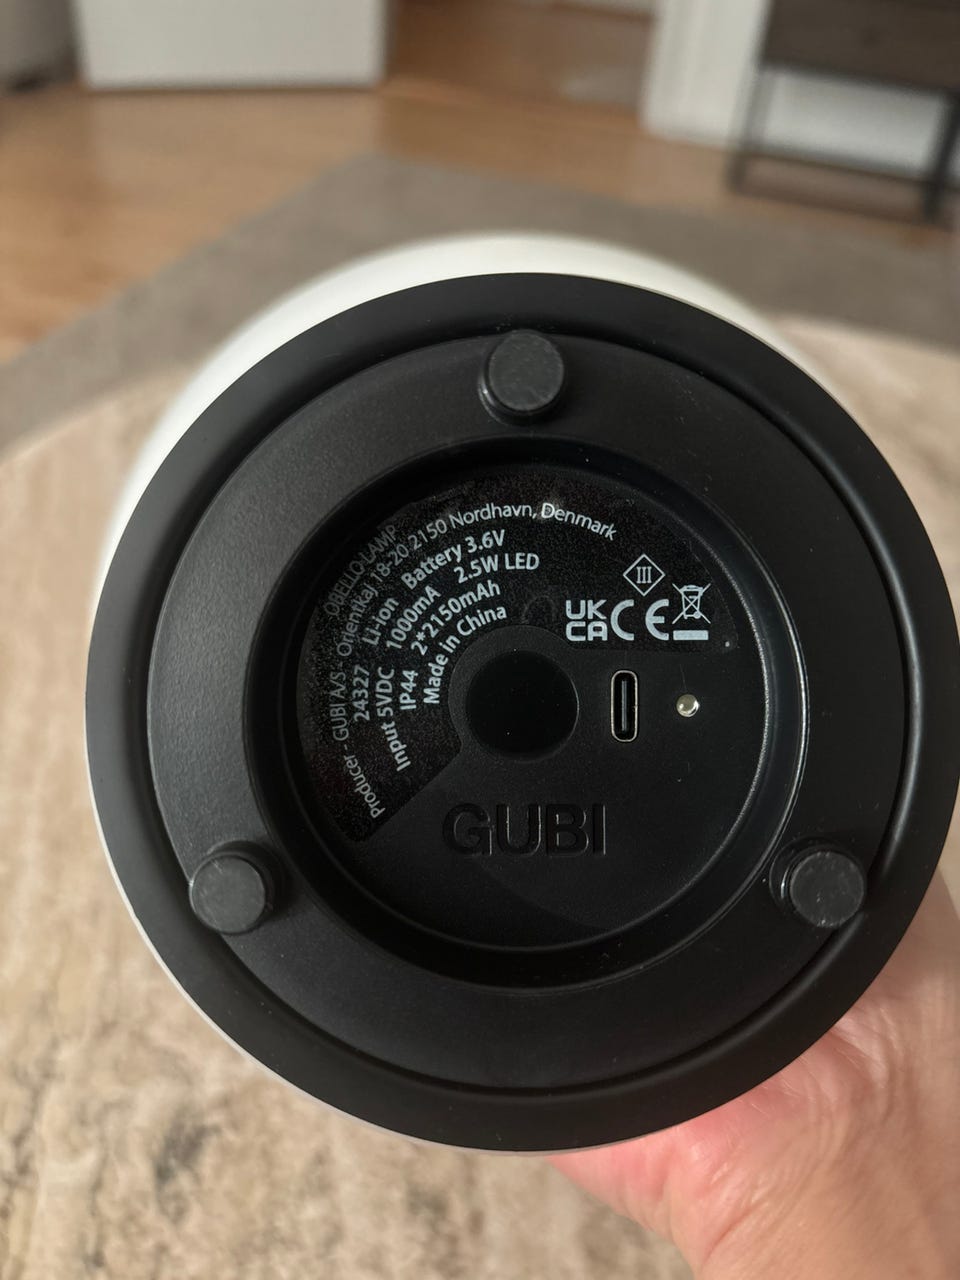 OBELLO LAMP
Producer - GUBI A/S - Orientkaj 18-20 2150 Nordhavn, Denmark
24327 Li-ion Battery 3.6V
Input 5VDC 1000mA 2.5W LED
IP44 2*2150mAh
Made in China
III
UK
CA CE
GUBI